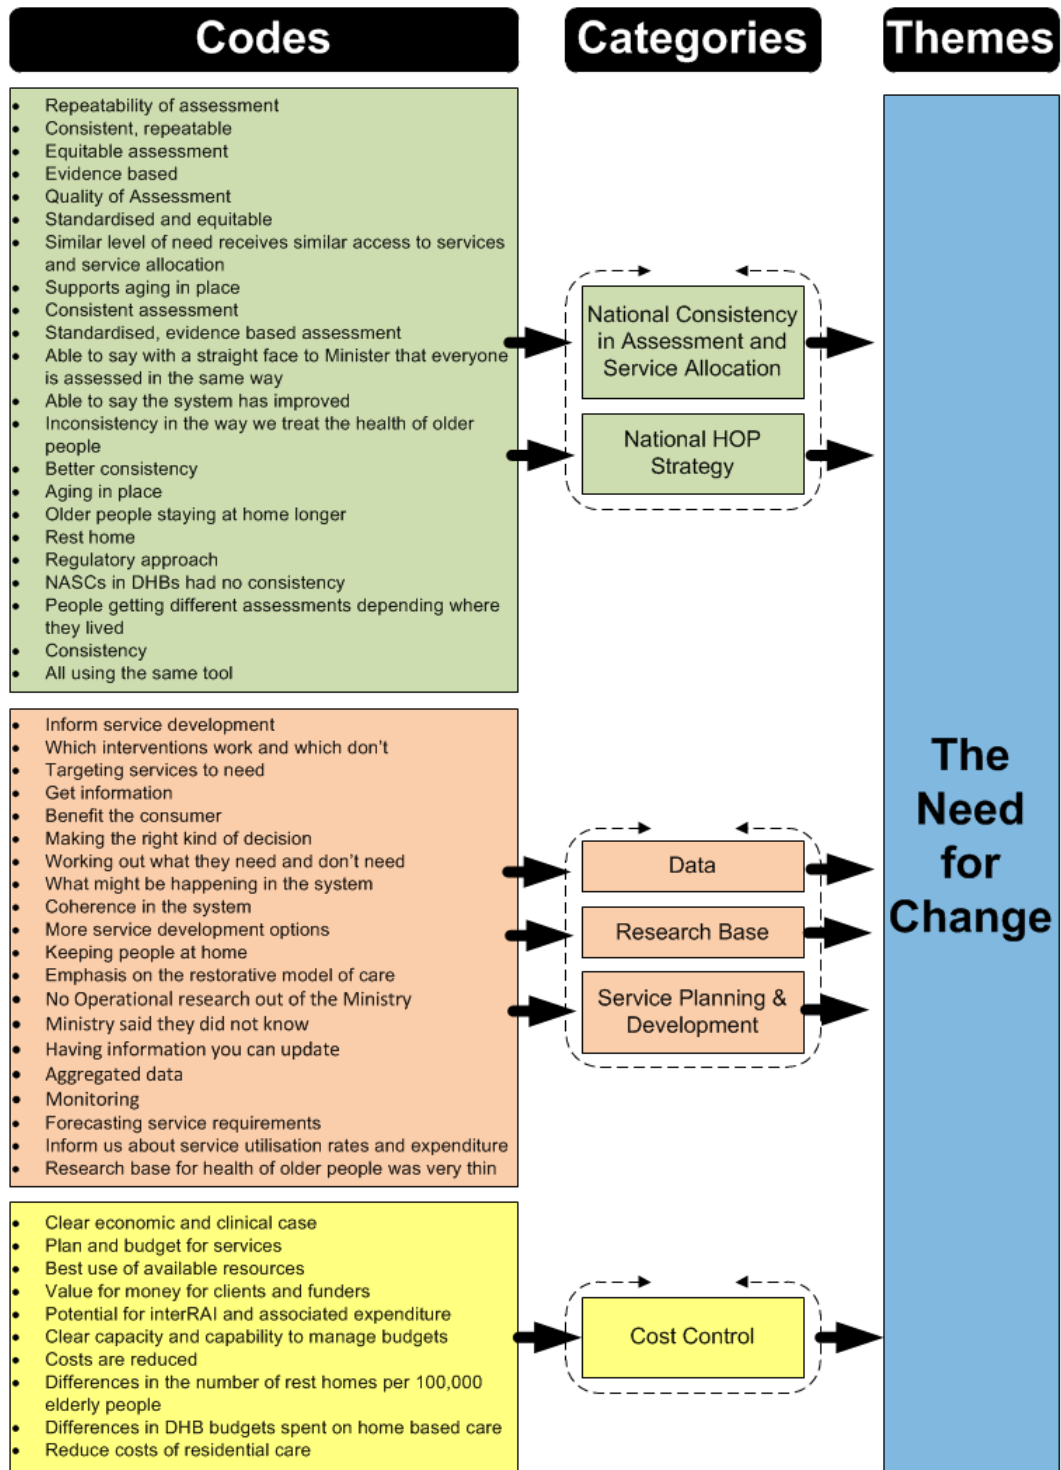 Codes
Categories
Themes
• Repeatability of assessment
• Consistent, repeatable
• Equitable assessment
• Evidence based
• Quality of Assessment
• Standardised and equitable
• Similar level of need receives similar access to services
and service allocation
• Supports aging in place
• Consistent assessment
• Standardised, evidence based assessment
• Able to say with a straight face to Minister that everyone
is assessed in the same way
• Able to say the system has improved
• Inconsistency in the way we treat the health of older
people
• Better consistency
• Aging in place
• Older people staying at home longer
• Rest home
• Regulatory approach
• NASCs in DHBs had no consistency
• People getting different assessments depending where
they lived
• Consistency
• All using the same tool
National Consistency
in Assessment and
Service Allocation
National HOP
Strategy
• Inform service development
• Which interventions work and which don't
• Targeting services to need
• Get information
• Benefit the consumer
• Making the right kind of decision
• Working out what they need and don't need
• What might be happening in the system
• Coherence in the system
• More service development options
• Keeping people at home
• Emphasis on the restorative model of care
• No Operational research out of the Ministry
• Ministry said they did not know
• Having information you can update
• Aggregated data
• Monitoring
• Forecasting service requirements
• Inform us about service utilisation rates and expenditure
• Research base for health of older people was very thin
Data
Research Base
Service Planning &
Development
• Clear economic and clinical case
• Plan and budget for services
• Best use of available resources
• Value for money for clients and funders
• Potential for interRAI and associated expenditure
• Clear capacity and capability to manage budgets
• Costs are reduced
• Differences in the number of rest homes per 100,000
elderly people
• Differences in DHB budgets spent on home based care
• Reduce costs of residential care
Cost Control
The
Need
for
Change